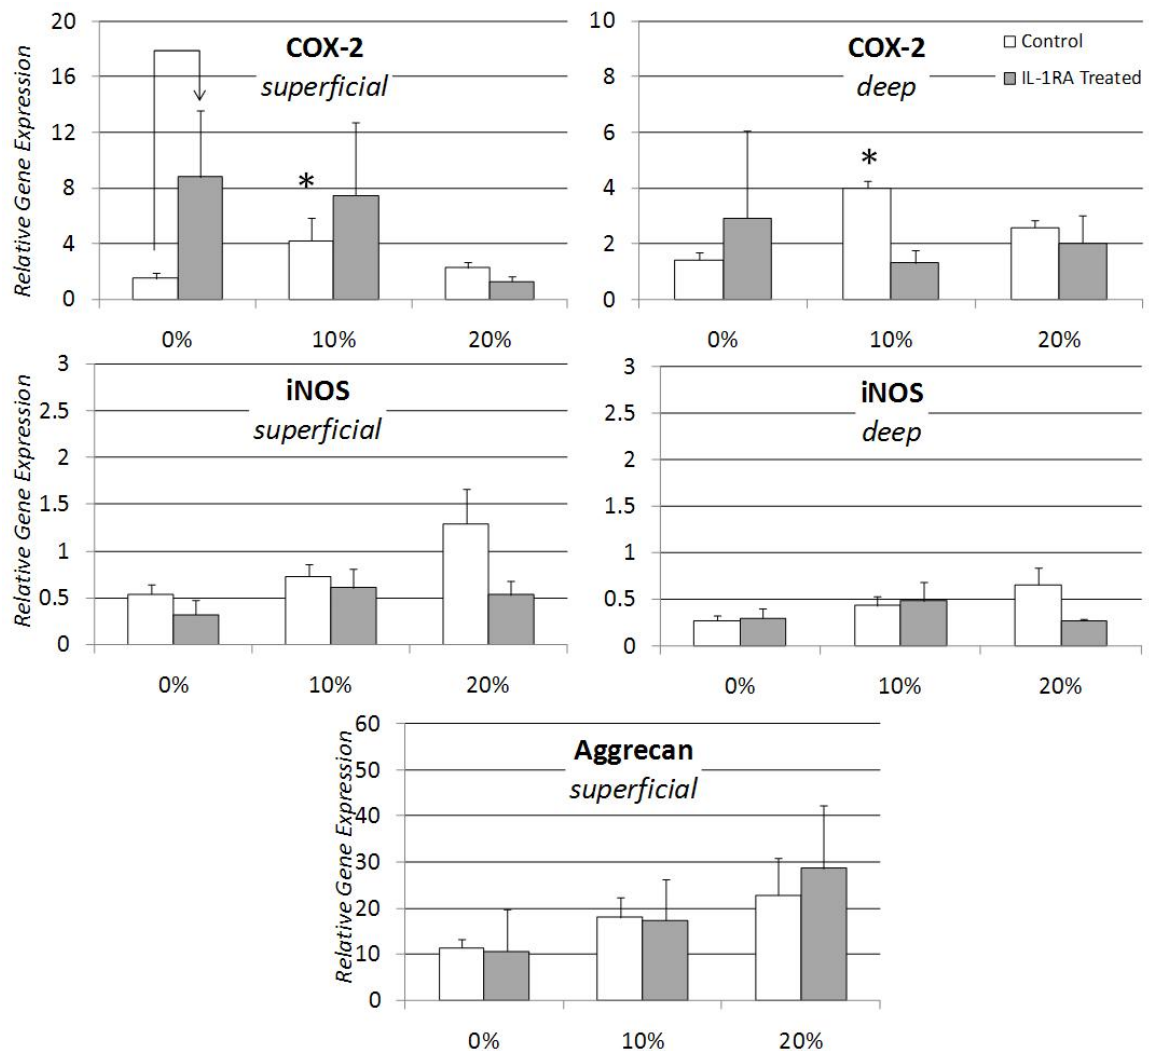 COX-2
superficial
Relative Gene Expression
20
16
12
8
4
0
*
0% 10% 20%
COX-2
deep
Control
IL-1RA Treated
10
8
6
4
2
0
*
0% 10% 20%
iNOS
superficial
Relative Gene Expression
3
2.5
2
1.5
1
0.5
0
0% 10% 20%
iNOS
deep
3
2.5
2
1.5
1
0.5
0
0% 10% 20%
Aggrecan
superficial
Relative Gene Expression
60
50
40
30
20
10
0
0% 10% 20%